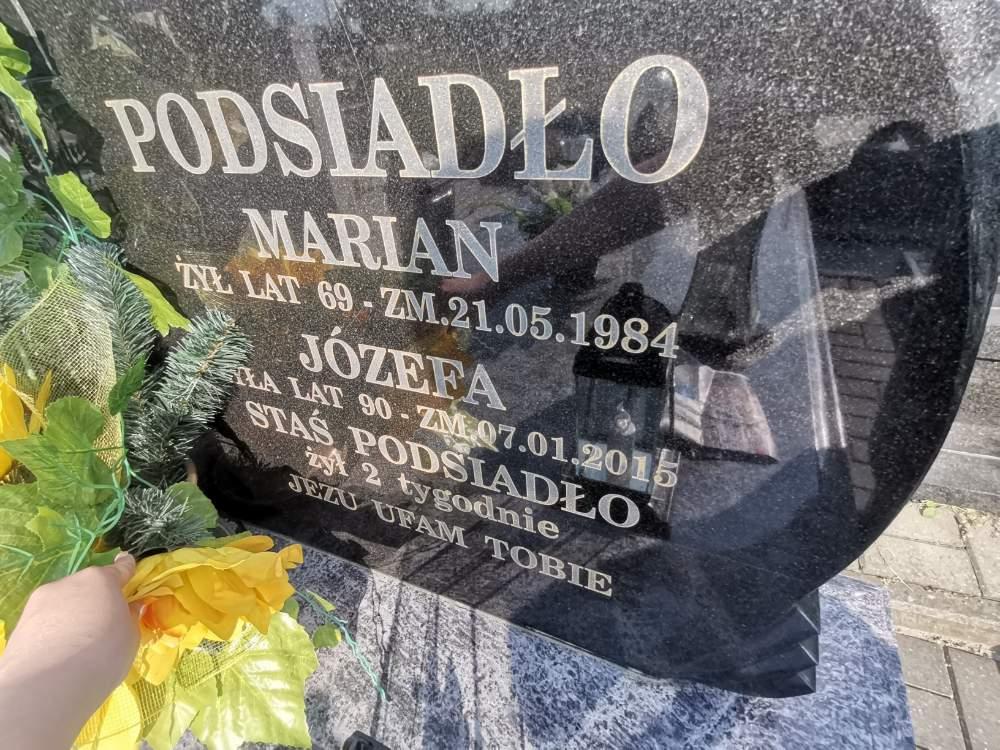 PODSIADŁO
MARIAN
ŻYŁ LAT 69 - ZM.21.05.1984
JÓZEFA
LAT 90 - ZM.07.01.2015
STAŚ PODSIADŁO
żył 2 tygodnie
JEZU UFAM TOBIE